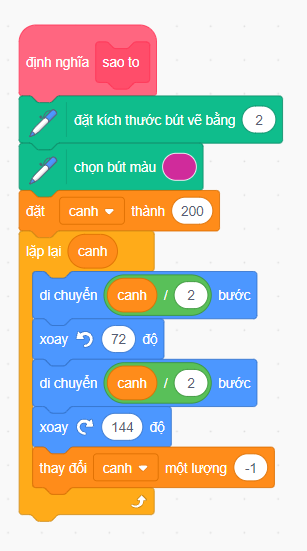 định nghĩa sao to
đặt kích thước bút vẽ bằng 2
chọn bút màu
đặt canh thành 200
lặp lại canh
di chuyển canh / 2 bước
xoay 72 độ
di chuyển canh / 2 bước
xoay 144 độ
thay đổi canh một lượng -1